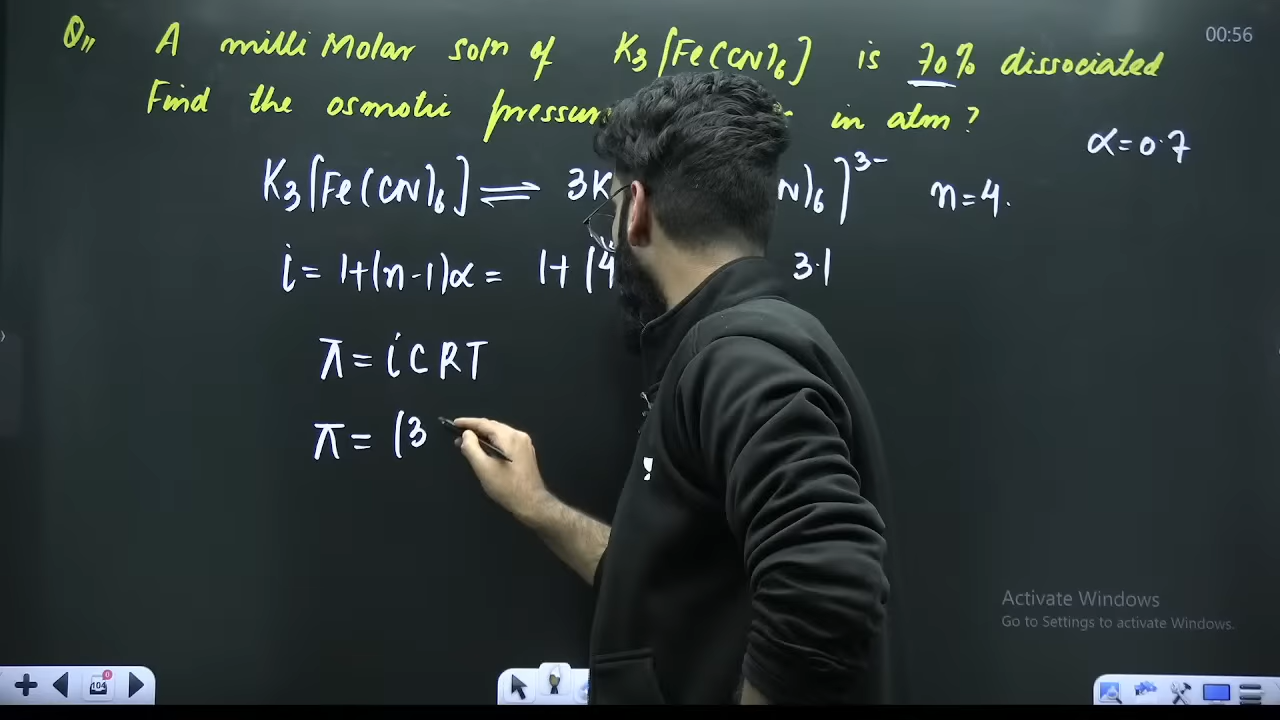 00:56
Q,, A milli Molar soln of K3[Fe(CN)6] is 70% dissociated
Find the osmotic in atm?
α=0.7
K3[Fe(CN)6] ⇌ 3K N)6]3- n=4.
i= 1+(n-1)α= 1+(4 3.1
π= iCRT
π= (3
Activate Windows
Go to Settings to activate Windows.
104